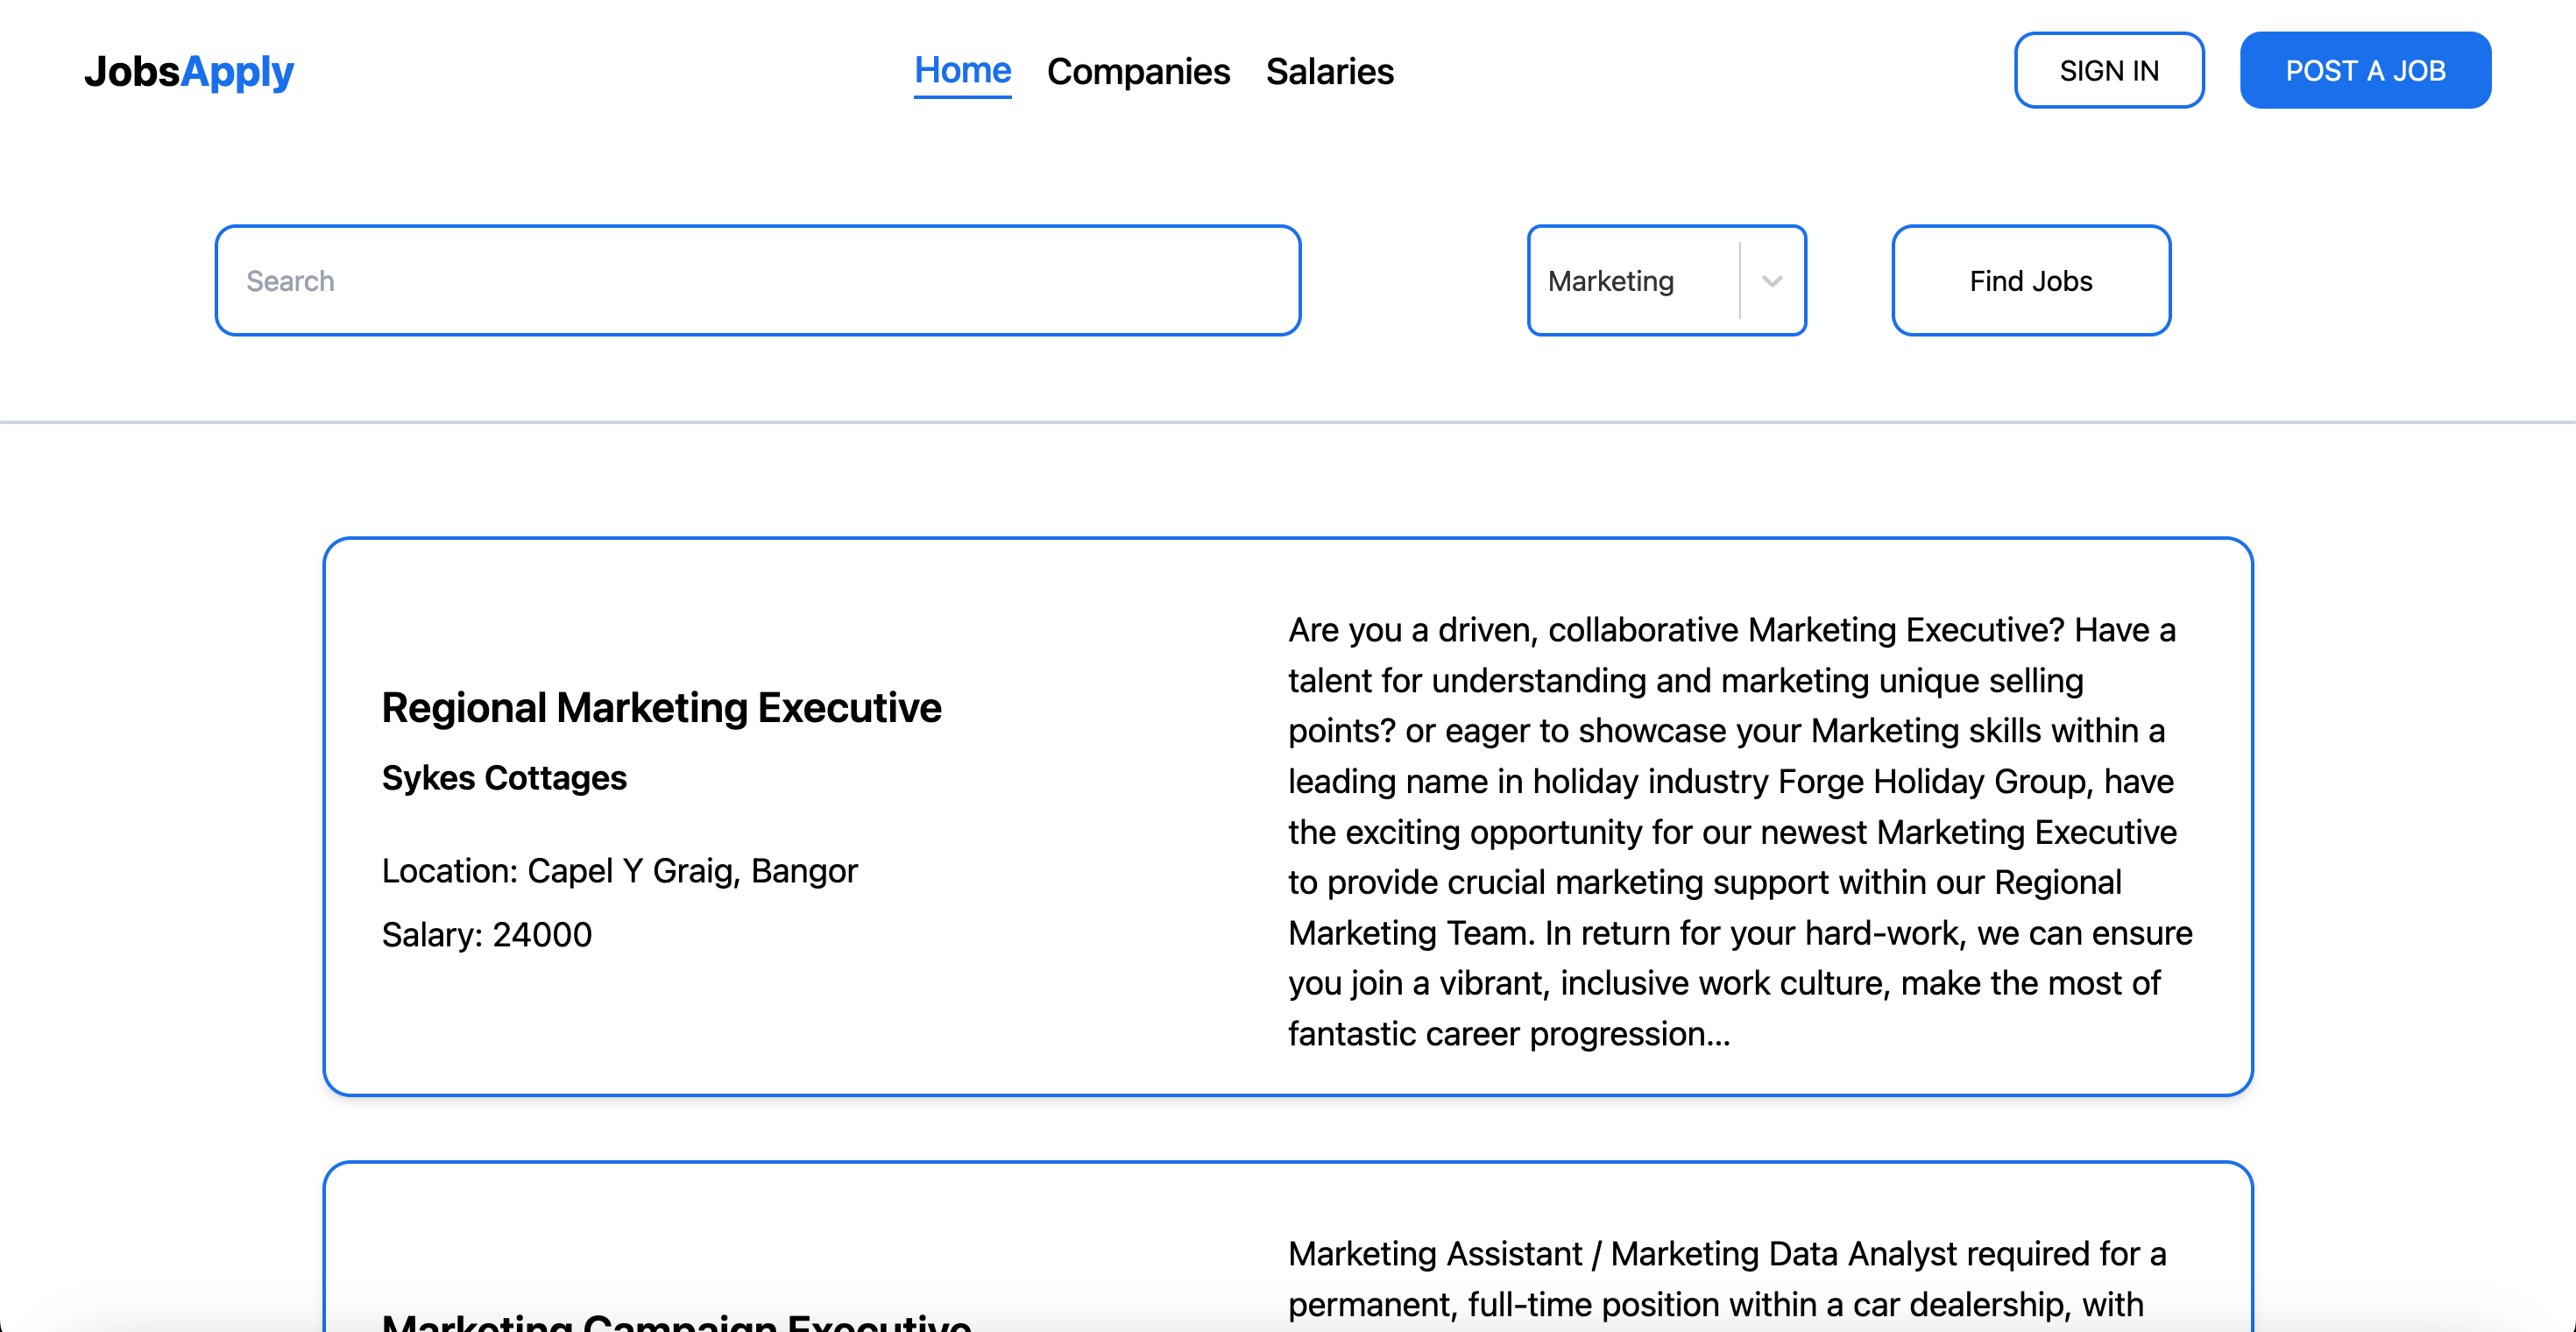 JobsApply
Home Companies Salaries
SIGN IN
POST A JOB
Search
Marketing
Find Jobs
Regional Marketing Executive
Sykes Cottages
Location: Capel Y Graig, Bangor
Salary: 24000
Are you a driven, collaborative Marketing Executive? Have a
talent for understanding and marketing unique selling
points? or eager to showcase your Marketing skills within a
leading name in holiday industry Forge Holiday Group, have
the exciting opportunity for our newest Marketing Executive
to provide crucial marketing support within our Regional
Marketing Team. In return for your hard-work, we can ensure
you join a vibrant, inclusive work culture, make the most of
fantastic career progression...
Marketing Campaign Executive
Marketing Assistant / Marketing Data Analyst required for a
permanent, full-time position within a car dealership, with